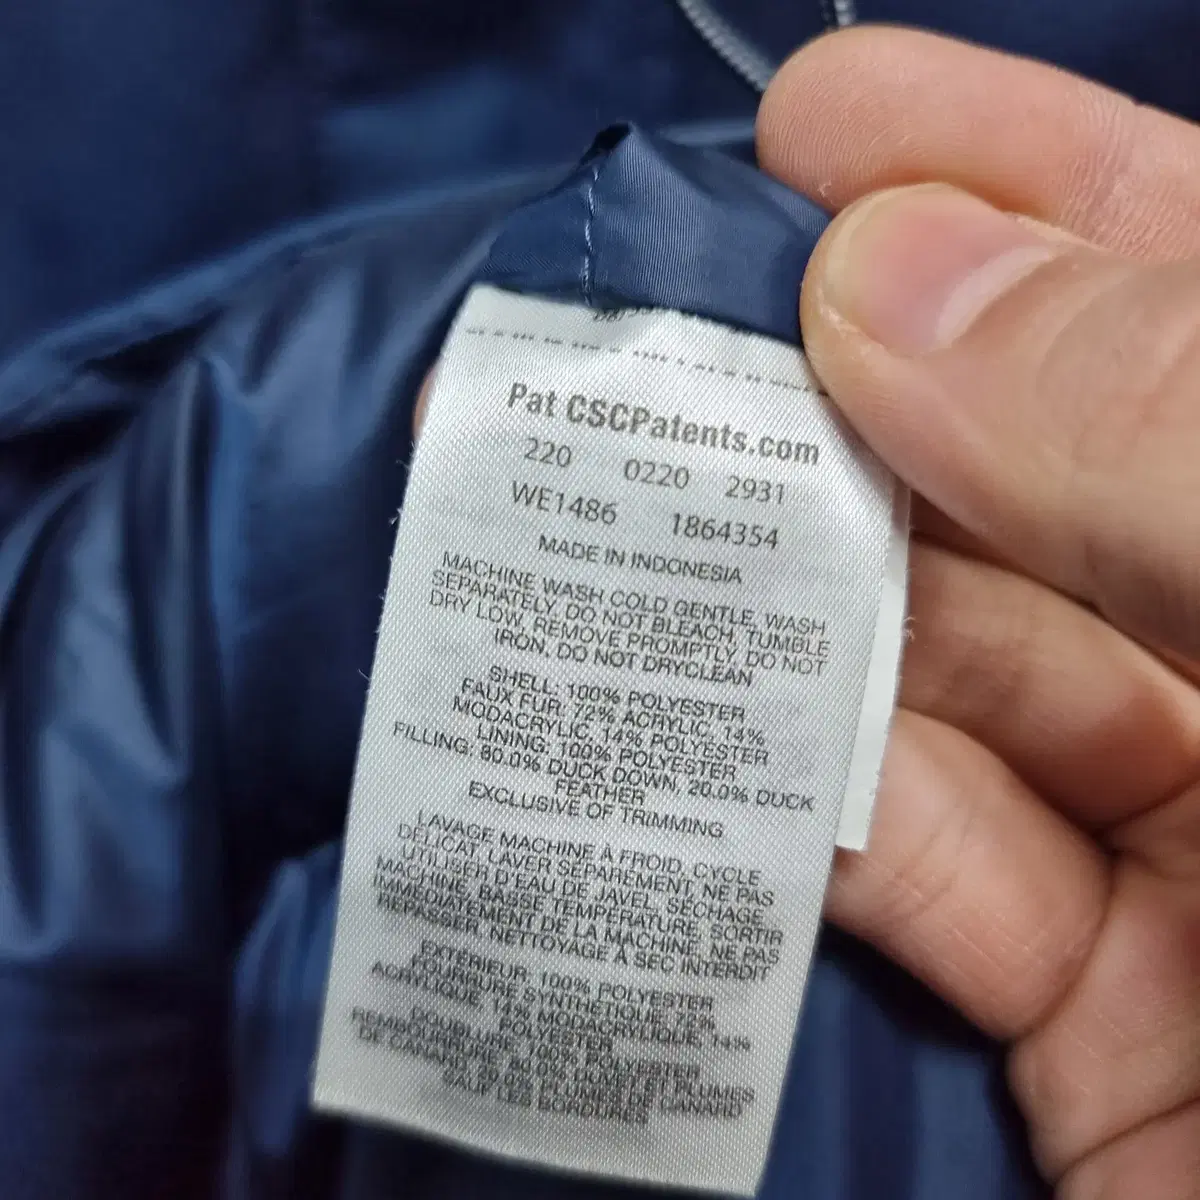 Pat CSCPatents.com
220 0220 2931
WE1486 1864354
MADE IN INDONESIA
MACHINE WASH COLD GENTLE, WASH
SEPARATELY, DO NOT BLEACH, TUMBLE
DRY LOW, REMOVE PROMPTLY, DO NOT
IRON, DO NOT DRYCLEAN
SHELL: 100% POLYESTER
FAUX FUR: 72% ACRYLIC, 14%
MODACRYLIC, 14% POLYESTER
LINING: 100% POLYESTER
FILLING: 80.0% DUCK DOWN, 20.0% DUCK
FEATHER
EXCLUSIVE OF TRIMMING
LAVAGE MACHINE À FROID, CYCLE
DÉLICAT, LAVER SÉPAREMENT, NE PAS
UTILISER D'EAU DE JAVEL, SÉCHAGE
MACHINE, BASSE TEMPÉRATURE, SORTIR
IMMÉDIATEMENT DE LA MACHINE, NE PAS
REPASSER, NETTOYAGE À SEC INTERDIT
EXTÉRIEUR: 100% POLYESTER
FOURRURE SYNTHÉTIQUE: 72%
ACRYLIQUE, 14% MODACRYLIQUE, 14%
POLYESTER
DOUBLURE: 100% POLYESTER
REMBOURRURE: 80.0% DUVET ET PLUMES
DE CANARD, 20.0% PLUMES DE CANARD
SAUF LES BORDURES